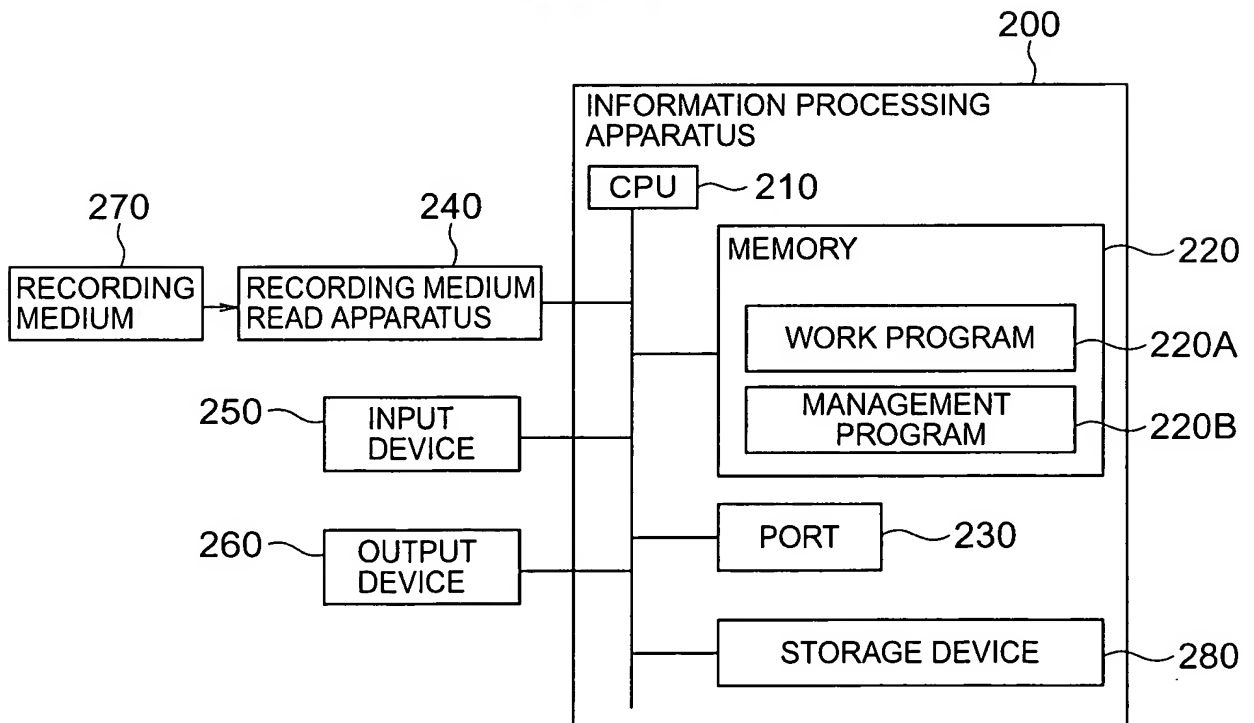 200
INFORMATION PROCESSING
APPARATUS
CPU
210
270
240
MEMORY
220
RECORDING
MEDIUM
RECORDING MEDIUM
READ APPARATUS
WORK PROGRAM
220A
MANAGEMENT
PROGRAM
220B
250
INPUT
DEVICE
260
OUTPUT
DEVICE
PORT
230
STORAGE DEVICE
280